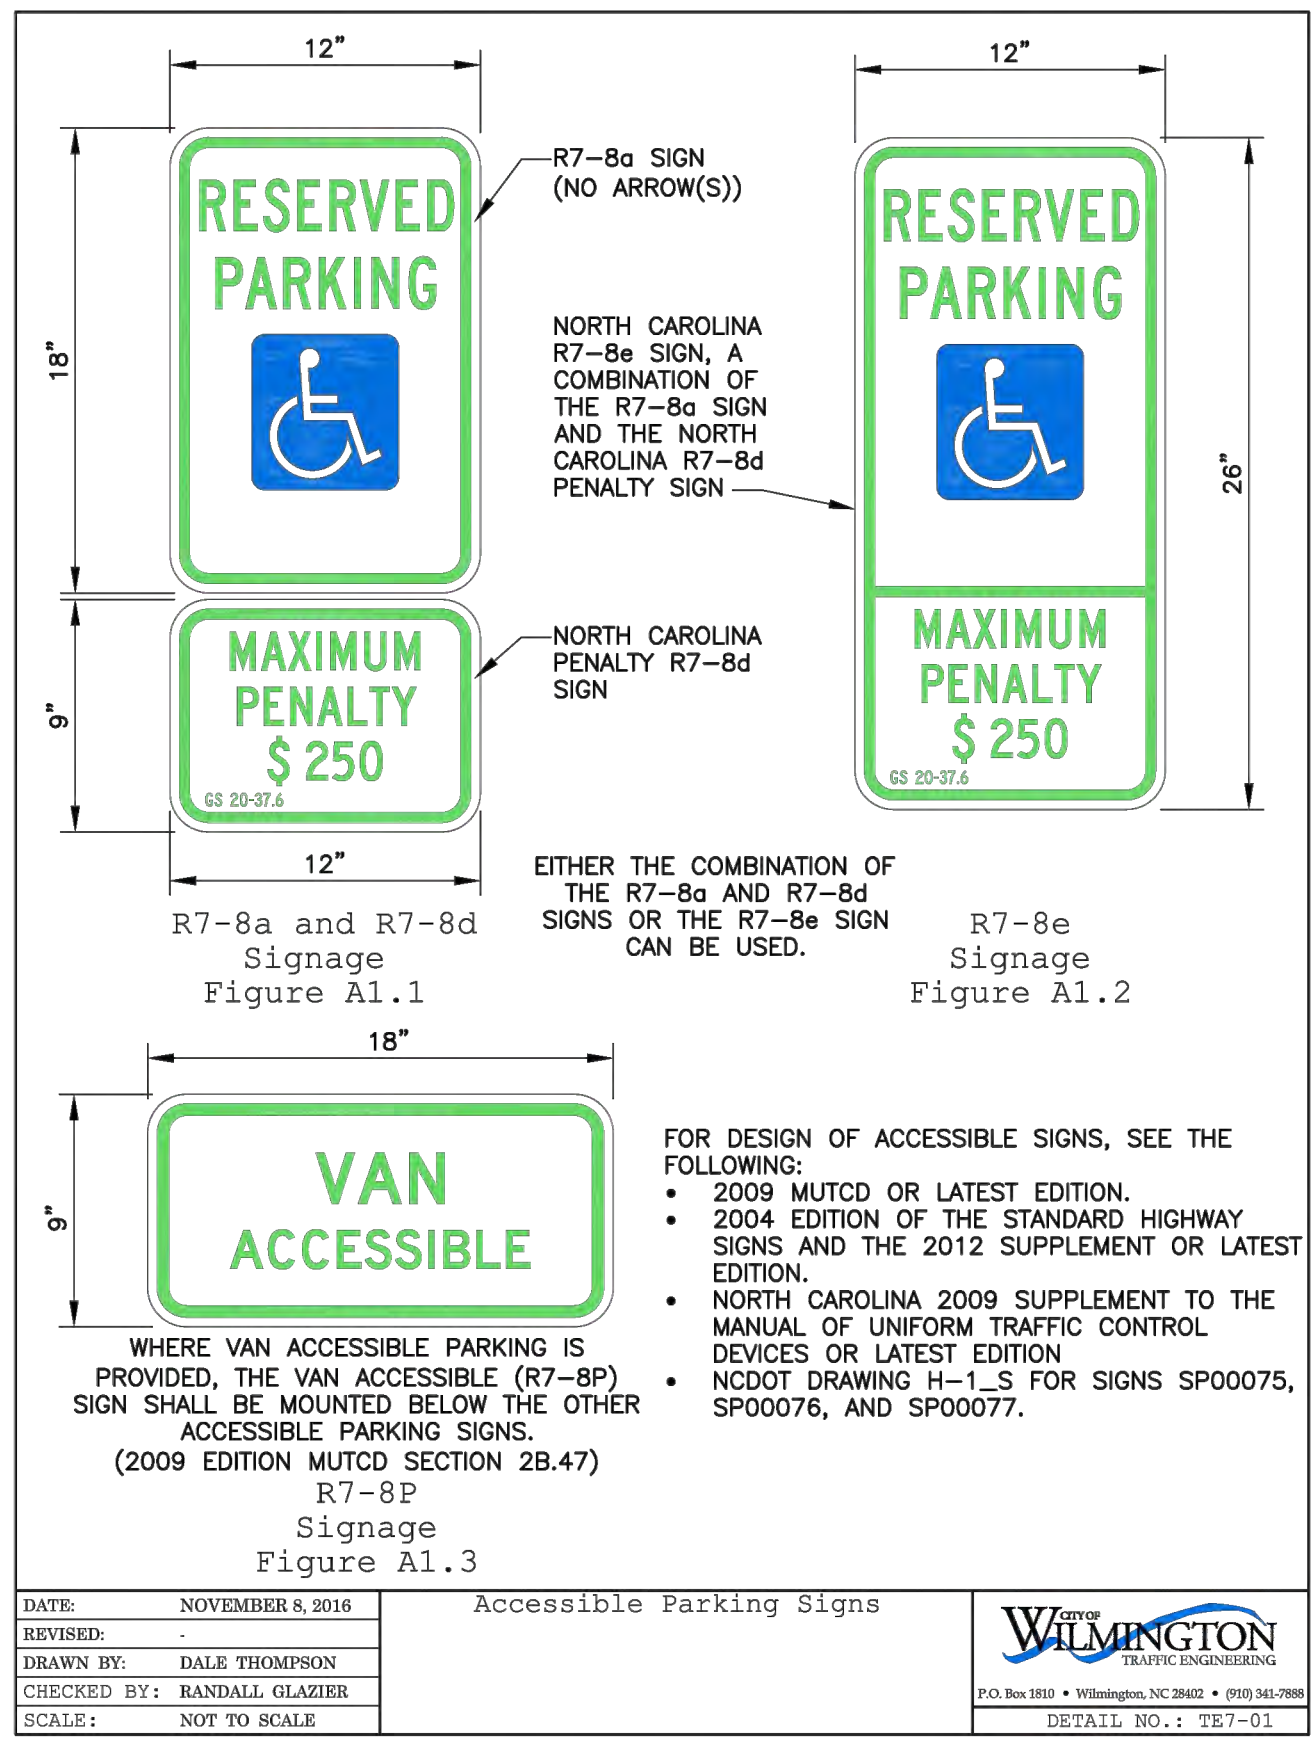 12"
RESERVED
PARKING
18"
R7-8a SIGN
(NO ARROW(S))
NORTH CAROLINA
R7-8e SIGN, A
COMBINATION OF
THE R7-8a SIGN
AND THE NORTH
CAROLINA R7-8d
PENALTY SIGN
12"
RESERVED
PARKING
26"
MAXIMUM
PENALTY
$ 250
GS 20-37.6
9"
12"
NORTH CAROLINA
PENALTY R7-8d
SIGN
MAXIMUM
PENALTY
$ 250
GS 20-37.6
R7-8a and R7-8d
Signage
Figure A1.1
EITHER THE COMBINATION OF
THE R7-8a AND R7-8d
SIGNS OR THE R7-8e SIGN
CAN BE USED.
R7-8e
Signage
Figure A1.2
18"
9"
VAN
ACCESSIBLE
WHERE VAN ACCESSIBLE PARKING IS
PROVIDED, THE VAN ACCESSIBLE (R7-8P)
SIGN SHALL BE MOUNTED BELOW THE OTHER
ACCESSIBLE PARKING SIGNS.
(2009 EDITION MUTCD SECTION 2B.47)
R7-8P
Signage
Figure A1.3
FOR DESIGN OF ACCESSIBLE SIGNS, SEE THE
FOLLOWING:
• 2009 MUTCD OR LATEST EDITION.
• 2004 EDITION OF THE STANDARD HIGHWAY
SIGNS AND THE 2012 SUPPLEMENT OR LATEST
EDITION.
• NORTH CAROLINA 2009 SUPPLEMENT TO THE
MANUAL OF UNIFORM TRAFFIC CONTROL
DEVICES OR LATEST EDITION
• NCDOT DRAWING H-1_S FOR SIGNS SP00075,
SP00076, AND SP00077.
DATE: NOVEMBER 8, 2016
REVISED: -
DRAWN BY: DALE THOMPSON
CHECKED BY: RANDALL GLAZIER
SCALE: NOT TO SCALE
Accessible Parking Signs
CITY OF
WILMINGTON
TRAFFIC ENGINEERING
P.O. Box 1810 • Wilmington, NC 28402 • (910) 341-7888
DETAIL NO.: TE7-01